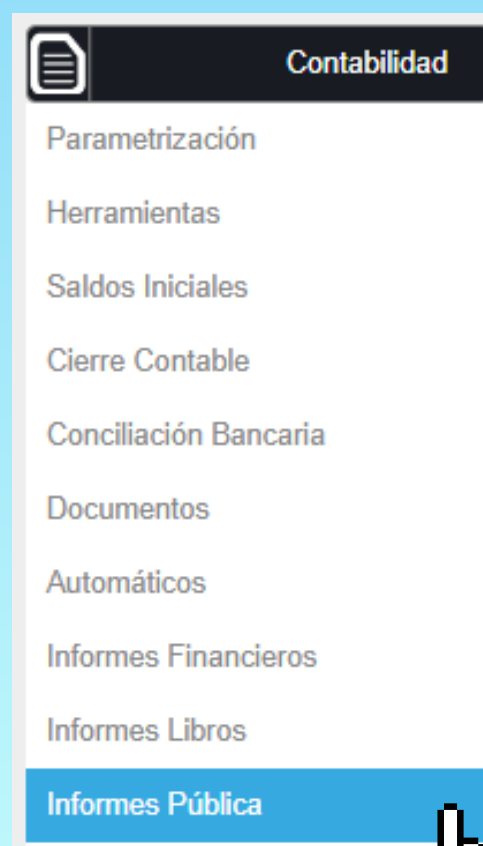 Contabilidad
Parametrización
Herramientas
Saldos Iniciales
Cierre Contable
Conciliación Bancaria
Documentos
Automáticos
Informes Financieros
Informes Libros
Informes Pública